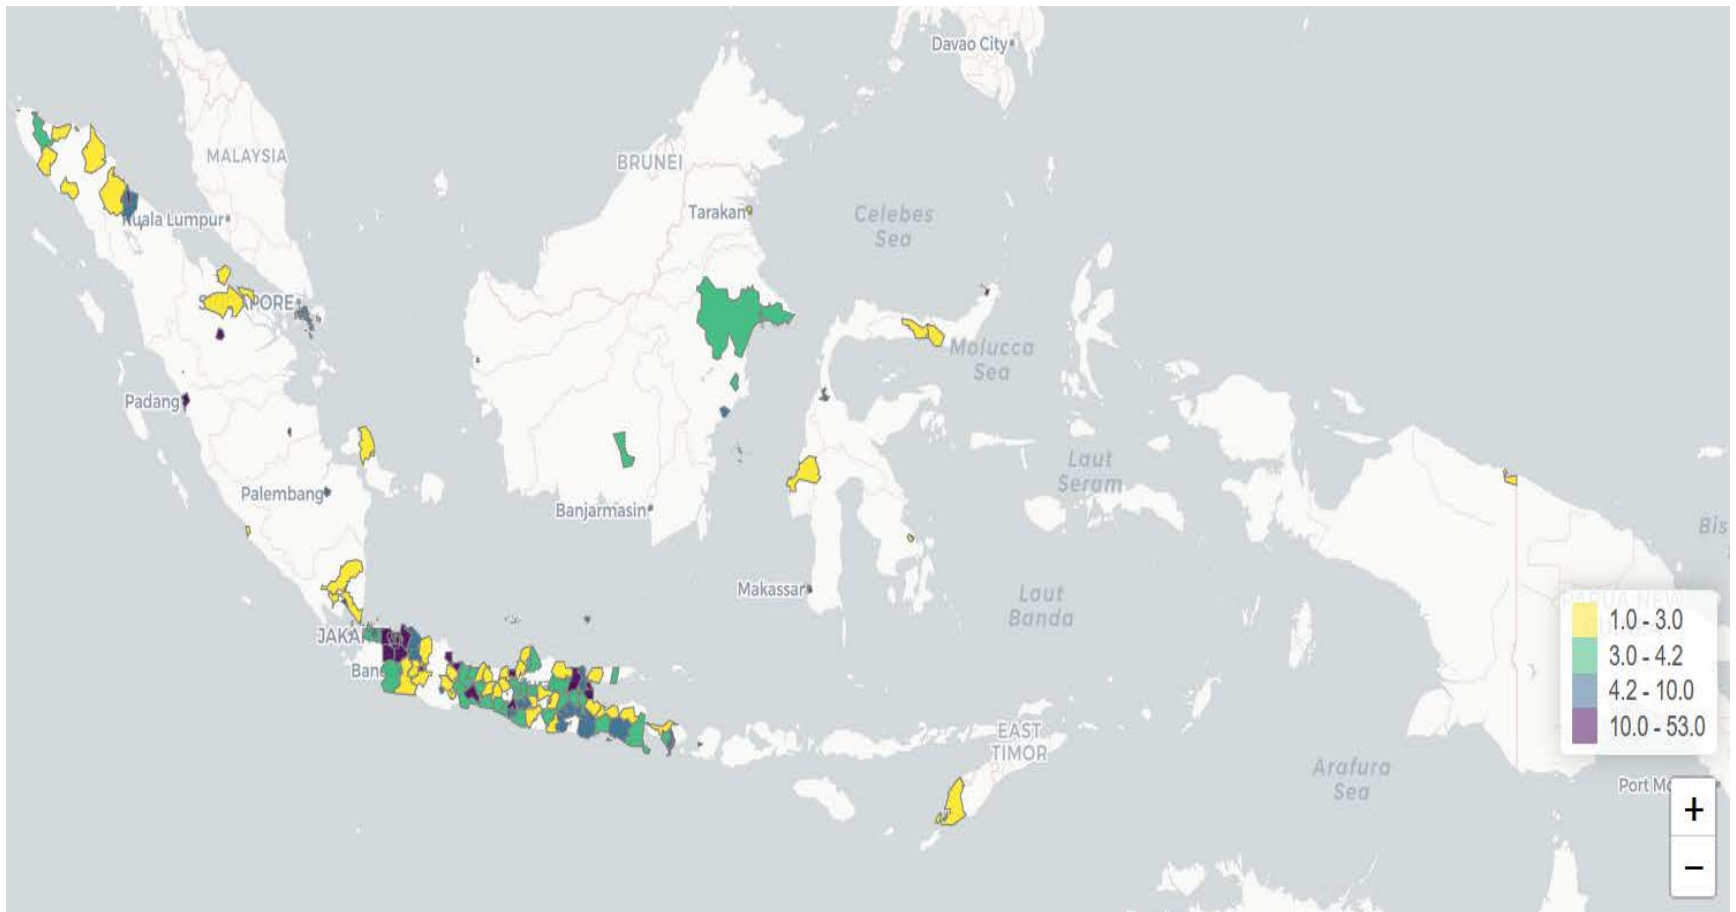 Davao City
MALAYSIA
BRUNEI
Kuala Lumpur
Tarakan
Celebes
Sea
Molucca
Sea
Padang
Palembang
Banjarmasin
Laut
Seram
Makassar
Laut
Banda
EAST
TIMOR
Arafura
Sea
1.0 - 3.0
3.0 - 4.2
4.2 - 10.0
10.0 - 53.0
+
−